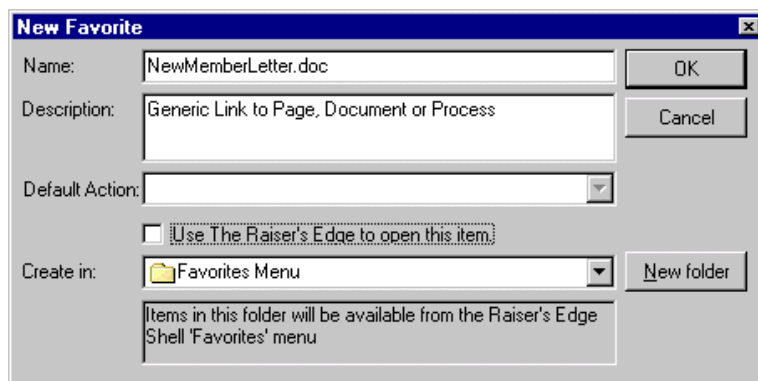 New Favorite
Name: NewMemberLetter.doc OK
Description: Generic Link to Page, Document or Process Cancel
Default Action:
Use The Raiser's Edge to open this item.
Create in: Favorites Menu New folder
Items in this folder will be available from the Raiser's Edge
Shell 'Favorites' menu